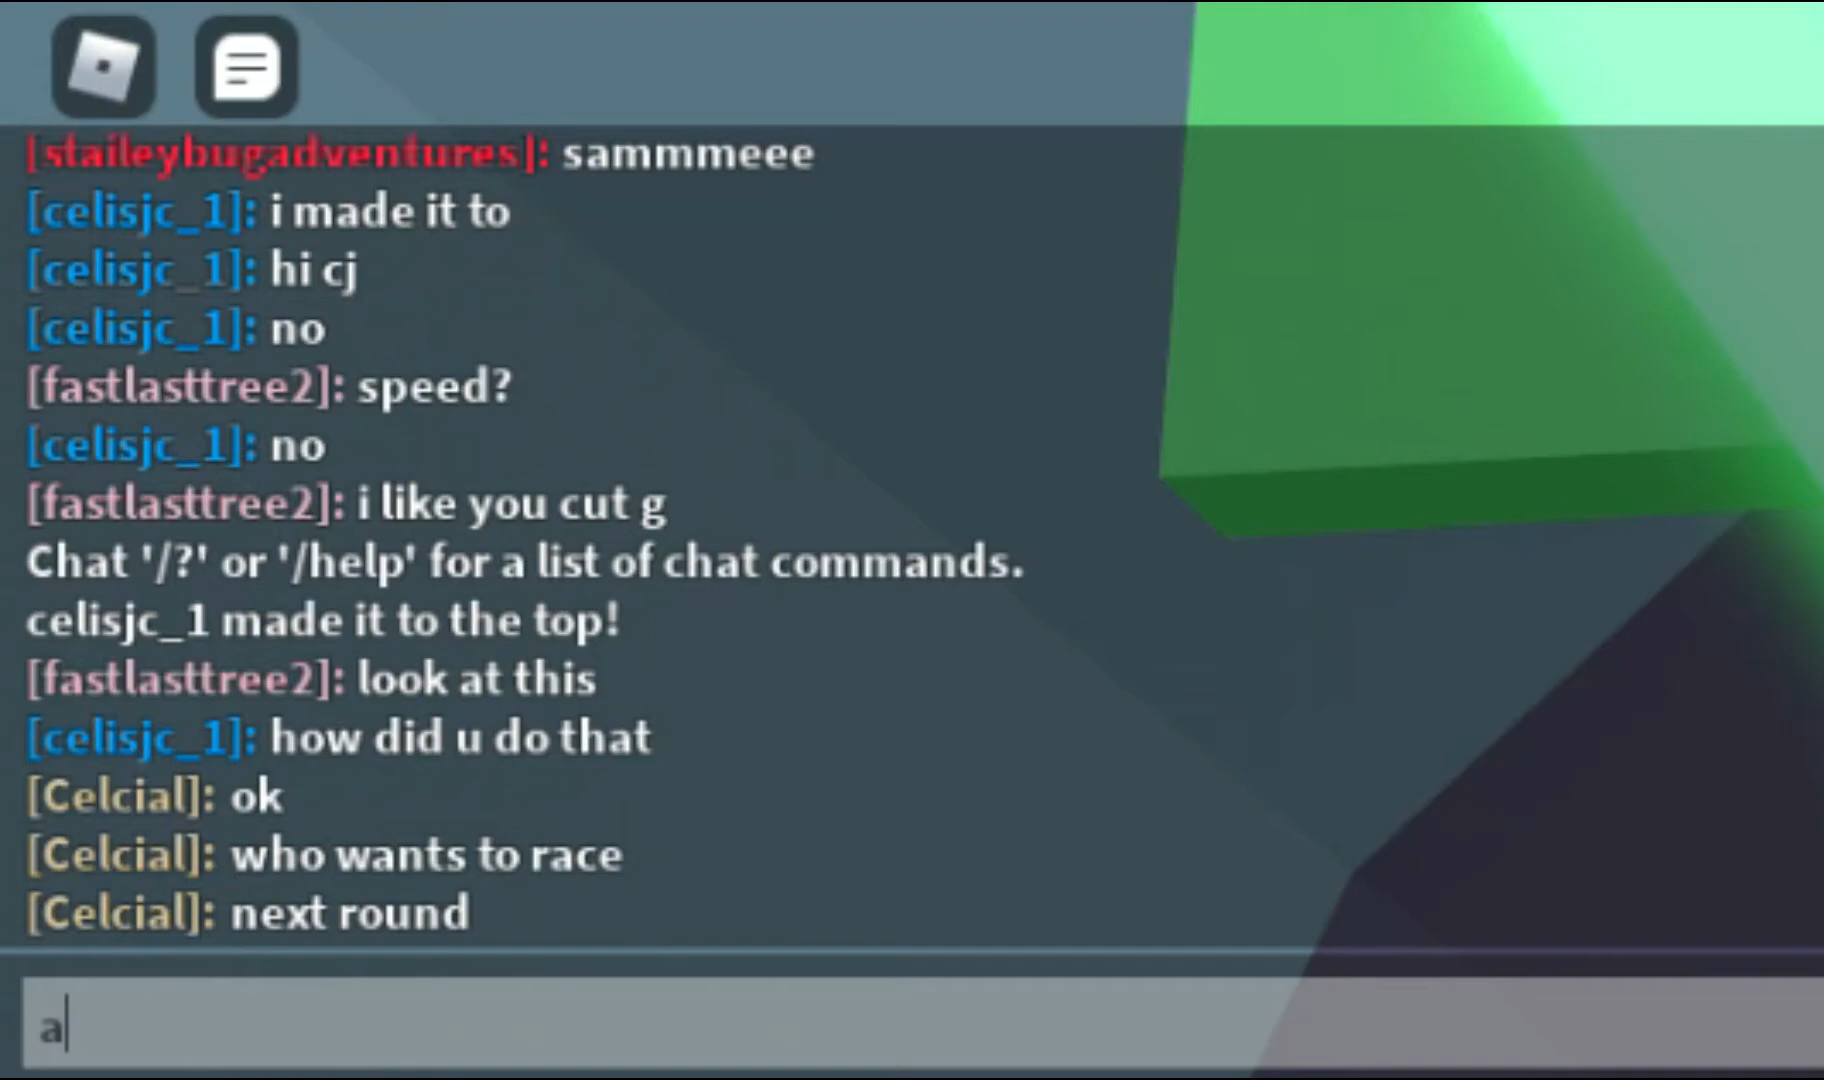 [staileybugadventures]: sammmeee
[celisjc_1]: i made it to
[celisjc_1]: hi cj
[celisjc_1]: no
[fastlasttree2]: speed?
[celisjc_1]: no
[fastlasttree2]: i like you cut g
Chat '/?' or '/help' for a list of chat commands.
celisjc_1 made it to the top!
[fastlasttree2]: look at this
[celisjc_1]: how did u do that
[Celcial]: ok
[Celcial]: who wants to race
[Celcial]: next round
a